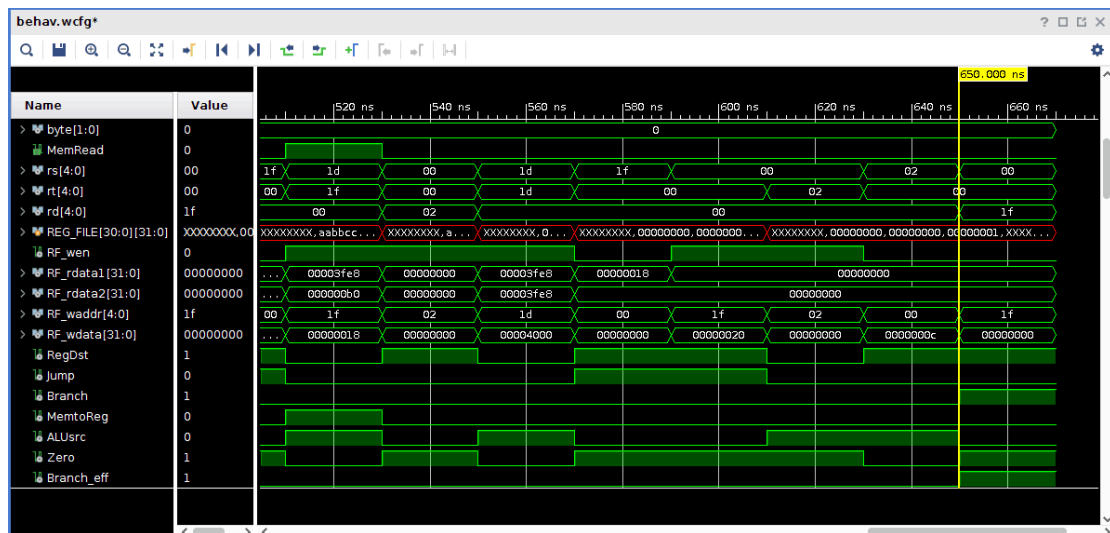 behav.wcfg*
650.000 ns
Name Value 520 ns 540 ns 560 ns 580 ns 600 ns 620 ns 640 ns 660 ns
byte[1:0] 0 0
MemRead 0
rs[4:0] 00 1f 1d 00 1d 1f 00 02 00
rt[4:0] 00 00 1f 00 1d 00 02 00
rd[4:0] 1f 00 02 00 1f
REG_FILE[30:0][31:0] XXXXXXXX,00 XXXXXXXX,aabbcc... XXXXXXXX,a... XXXXXXXX,0... XXXXXXXX,00000000,0000000... XXXXXXXX,00000000,00000000,00000001,XXXX...
RF_wen 0
RF_rdata1[31:0] 00000000 ... 00003fe8 00000000 00003fe8 00000018 00000000
RF_rdata2[31:0] 00000000 ... 000000b0 00000000 00003fe8 00000000
RF_waddr[4:0] 1f 00 1f 02 1d 00 1f 02 00 1f
RF_wdata[31:0] 00000000 ... 00000018 00000000 00004000 00000000 00000020 00000000 0000000c 00000000
RegDst 1
Jump 0
Branch 1
MemtoReg 0
ALUsrc 0
Zero 1
Branch_eff 1